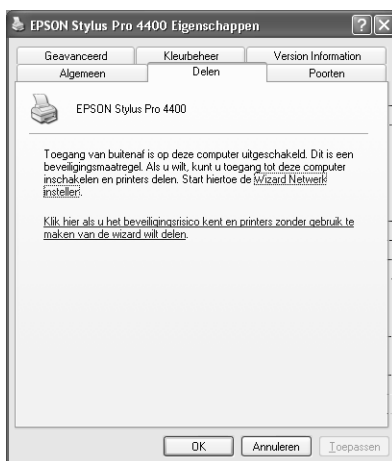 EPSON Stylus Pro 4400 Eigenschappen
Geavanceerd Kleurbeheer Version Information
Algemeen Delen Poorten
EPSON Stylus Pro 4400
Toegang van buitenaf is op deze computer uitgeschakeld. Dit is een
beveiligingsmaatregel. Als u wilt, kunt u toegang tot deze computer
inschakelen en printers delen. Start hiertoe de Wizard Netwerk
instellen.
Klik hier als u het beveiligingsrisico kent en printers zonder gebruik te
maken van de wizard wilt delen.
OK Annuleren Toepassen